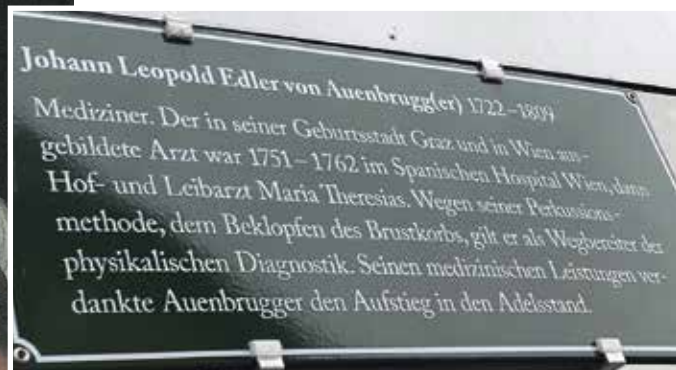 Johann Leopold Edler von Auenbrugg(er) 1722–1809
Mediziner. Der in seiner Geburtsstadt Graz und in Wien aus-
gebildete Arzt war 1751–1762 im Spanischen Hospital Wien, dann
Hof- und Leibarzt Maria Theresias. Wegen seiner Perkussions-
methode, dem Beklopfen des Brustkorbs, gilt er als Wegbereiter der
physikalischen Diagnostik. Seinen medizinischen Leistungen ver-
dankte Auenbrugger den Aufstieg in den Adelsstand.